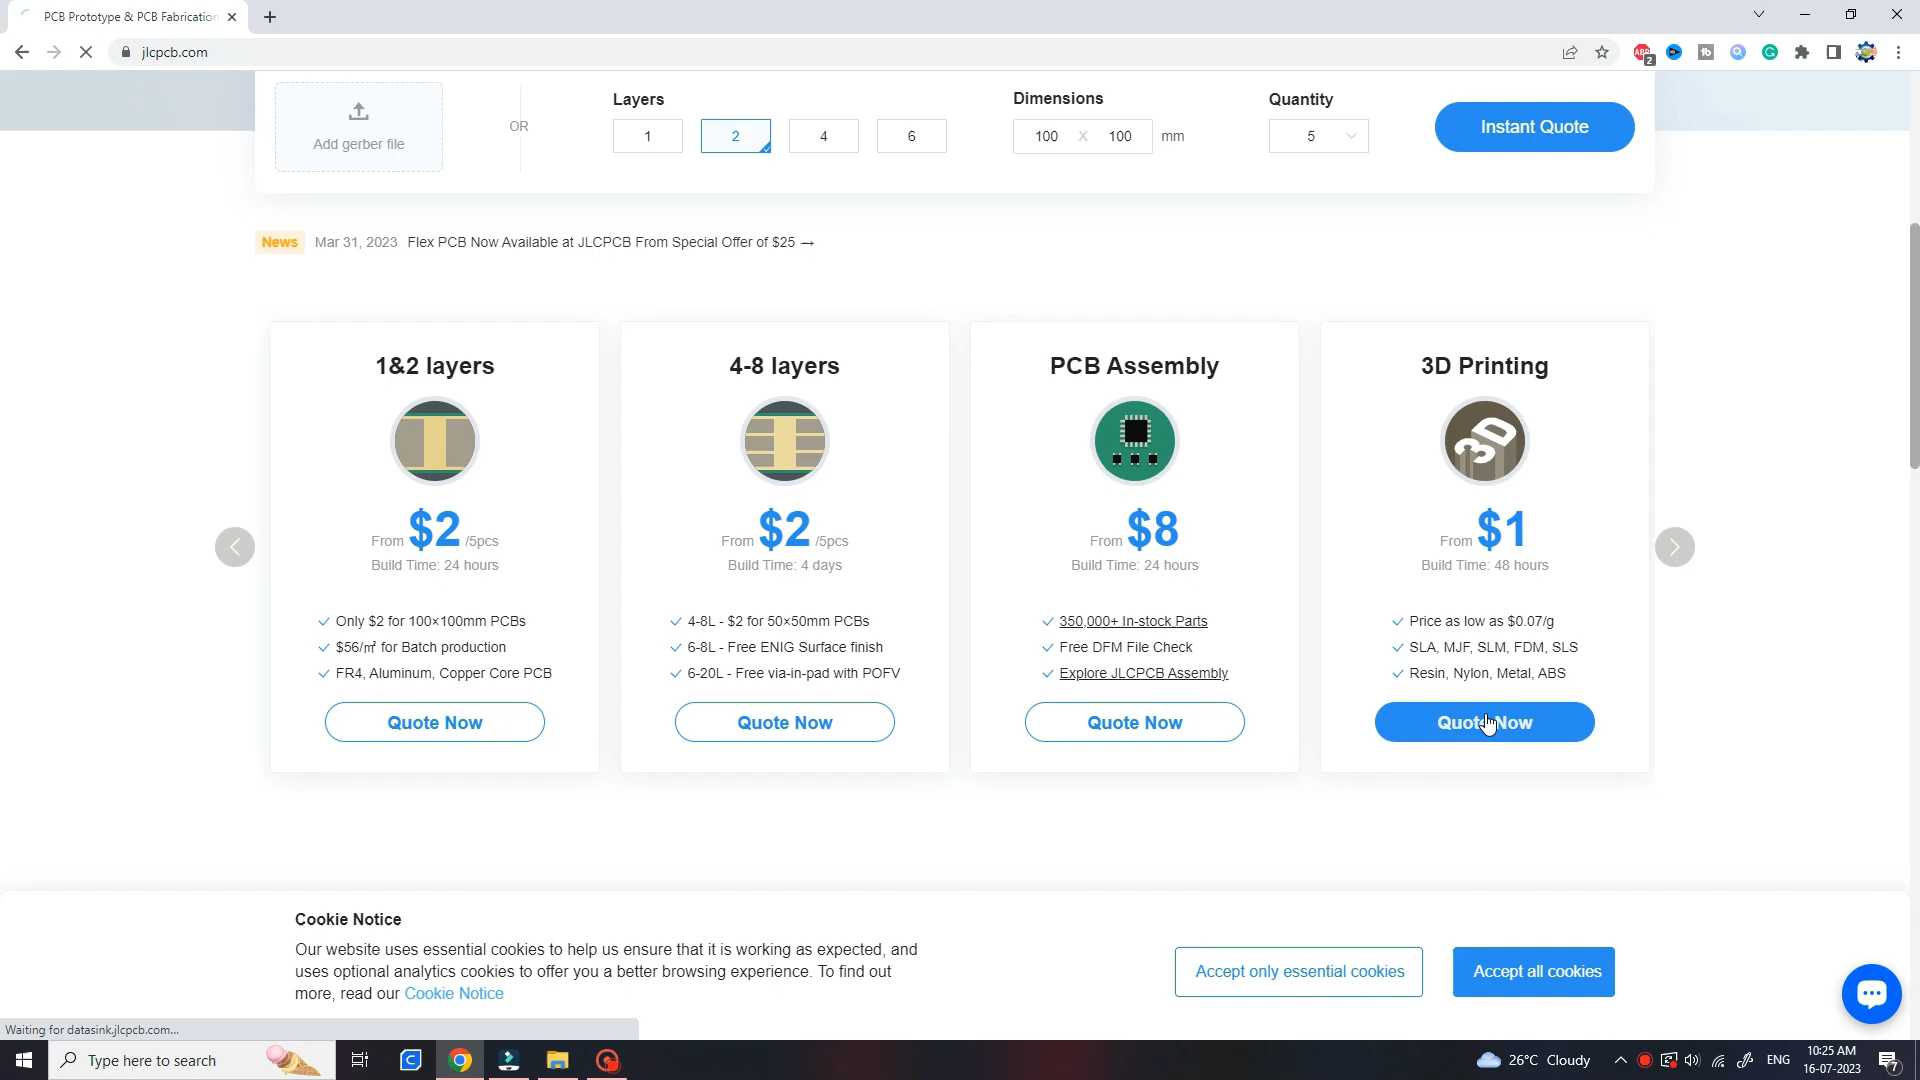 PCB Prototype & PCB Fabrication
jlcpcb.com
ABP
2
Add gerber file
OR
Layers
1
2
4
6
Dimensions
100 X 100 mm
Quantity
5
Instant Quote
News Mar 31, 2023 Flex PCB Now Available at JLCPCB From Special Offer of $25 →
1&2 layers
From $2 /5pcs
Build Time: 24 hours
Only $2 for 100×100mm PCBs
$56/㎡ for Batch production
FR4, Aluminum, Copper Core PCB
Quote Now
4-8 layers
From $2 /5pcs
Build Time: 4 days
4-8L - $2 for 50×50mm PCBs
6-8L - Free ENIG Surface finish
6-20L - Free via-in-pad with POFV
Quote Now
PCB Assembly
From $8
Build Time: 24 hours
350,000+ In-stock Parts
Free DFM File Check
Explore JLCPCB Assembly
Quote Now
3D Printing
3D
From $1
Build Time: 48 hours
Price as low as $0.07/g
SLA, MJF, SLM, FDM, SLS
Resin, Nylon, Metal, ABS
Quote Now
Cookie Notice
Our website uses essential cookies to help us ensure that it is working as expected, and
uses optional analytics cookies to offer you a better browsing experience. To find out
more, read our Cookie Notice
Accept only essential cookies
Accept all cookies
Waiting for datasink.jlcpcb.com...
Type here to search
26°C Cloudy
ENG
10:25 AM
16-07-2023
7